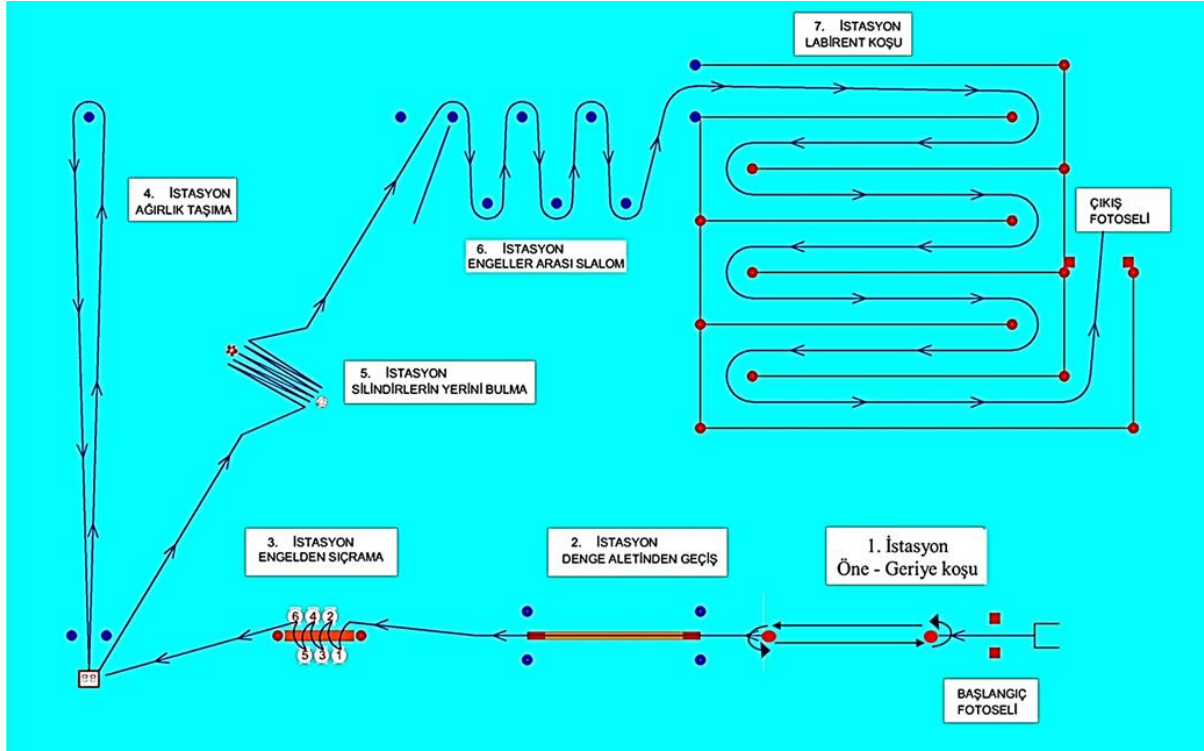 7. İSTASYON
LABİRENT KOŞU
4. İSTASYON
AĞIRLIK TAŞIMA
ÇIKIŞ
FOTOSELİ
6. İSTASYON
ENGELLER ARASI SLALOM
5. İSTASYON
SİLİNDİRLERİN YERİNİ BULMA
3. İSTASYON
ENGELDEN SIÇRAMA
2. İSTASYON
DENGE ALETİNDEN GEÇİŞ
1. İstasyon
Öne - Geriye koşu
6 4 2
5 3 1
BAŞLANGIÇ
FOTOSELİ